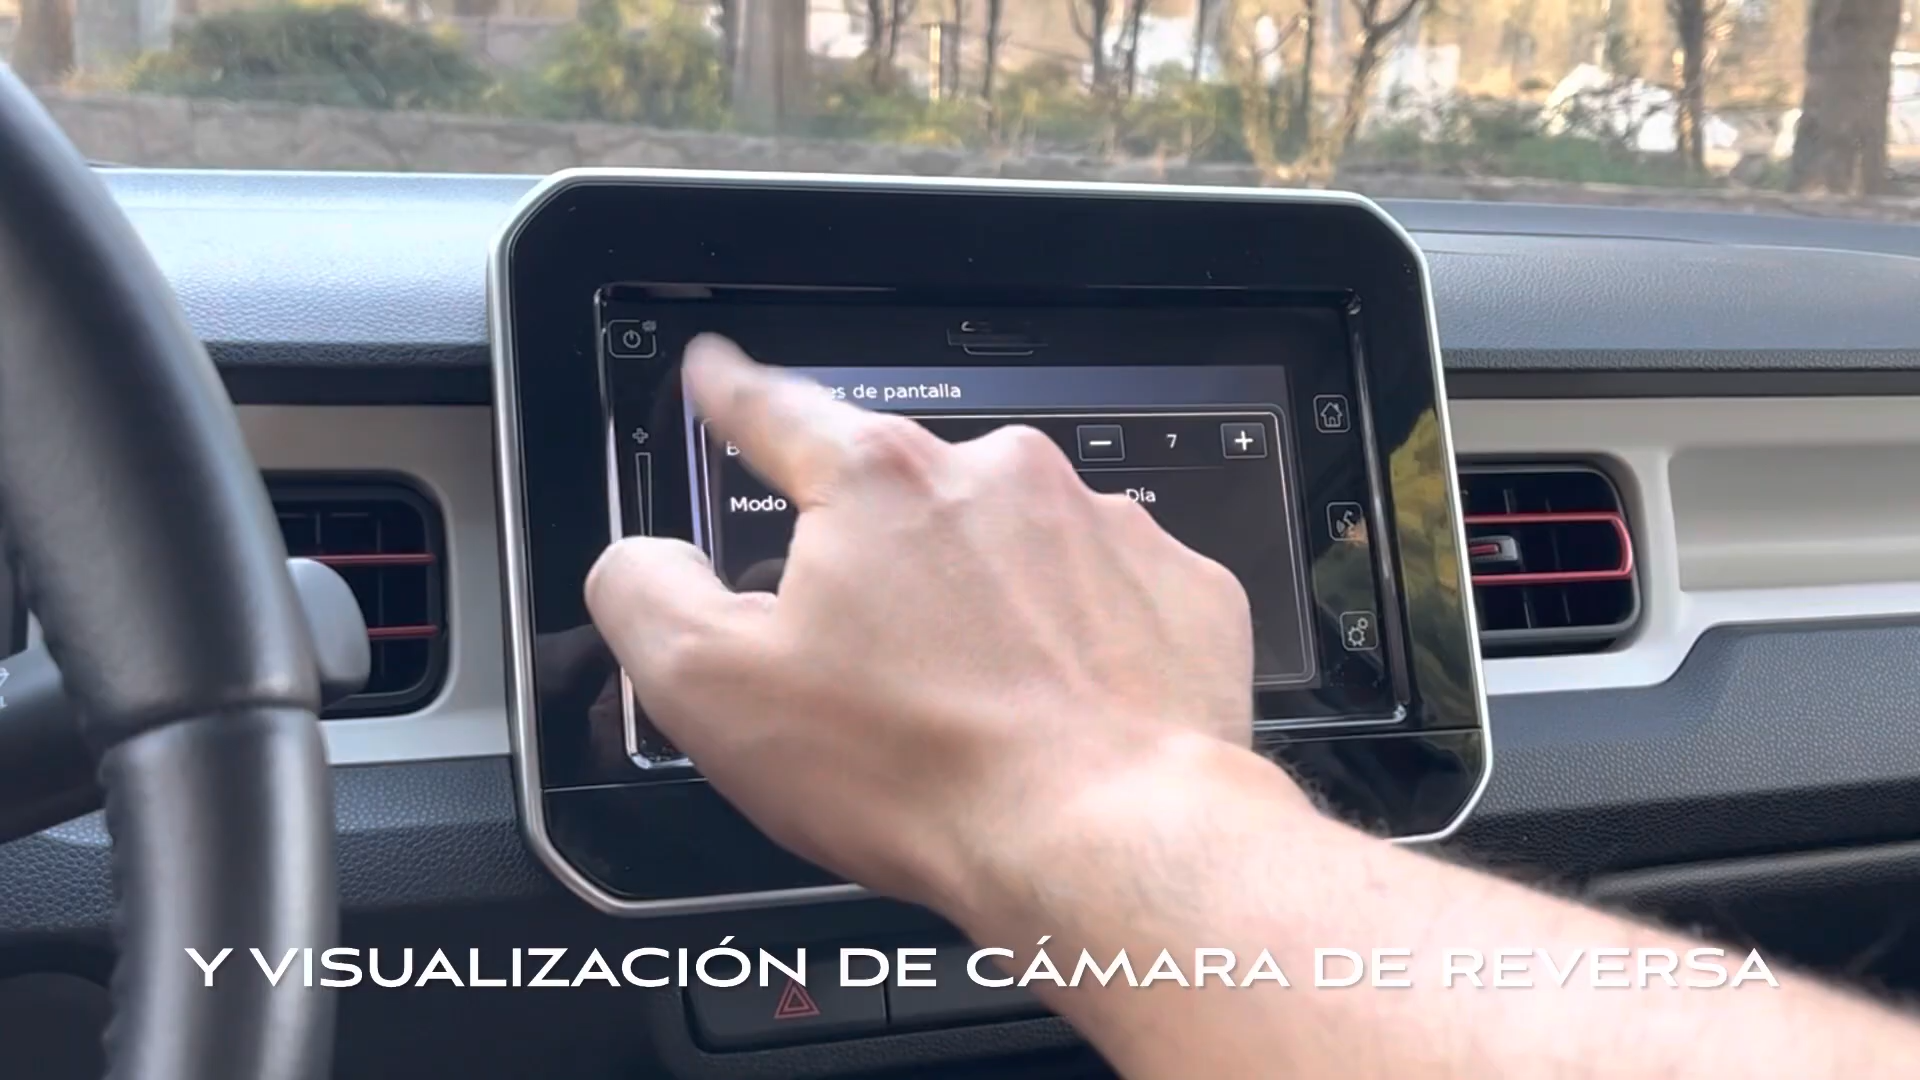 es de pantalla
7
Modo
Día
Y VISUALIZACIÓN DE CÁMARA DE REVERSA